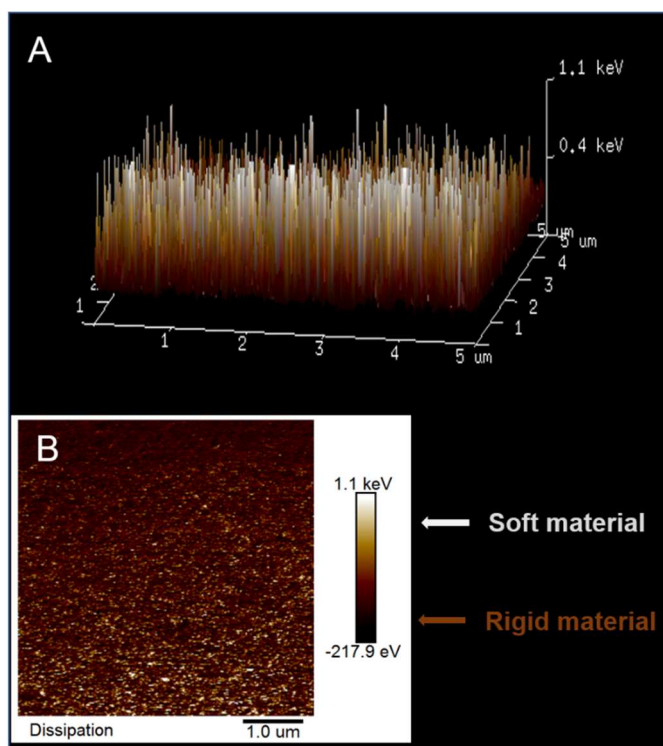 A
1.1 keV
0.4 keV
5 um
5 um
4
3
2
1
2
1
1
2
3
4
5 um
B
1.1 keV
-217.9 eV
Soft material
Rigid material
Dissipation
1.0 um